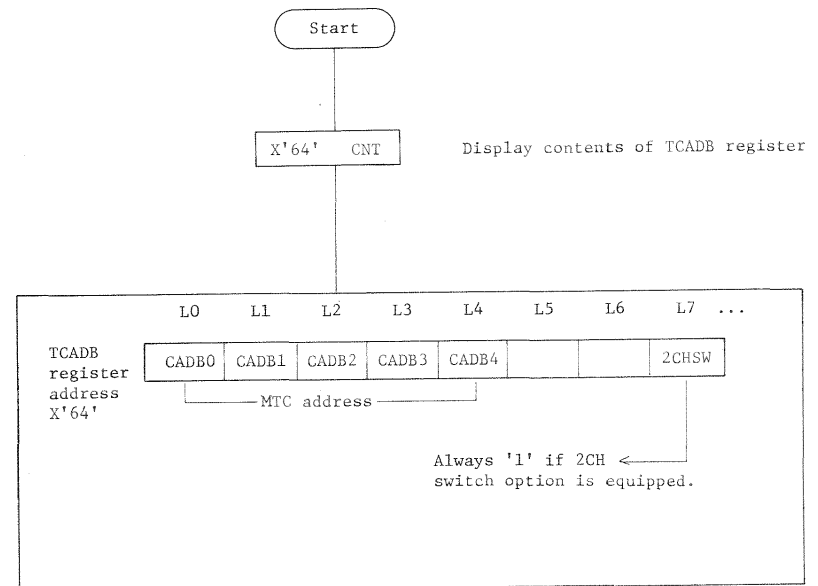 Start
X'64' CNT
Display contents of TCADB register
L0 L1 L2 L3 L4 L5 L6 L7 ...
TCADB
register
address
X'64'
CADB0 CADB1 CADB2 CADB3 CADB4 2CHSW
MTC address
Always '1' if 2CH
switch option is equipped.